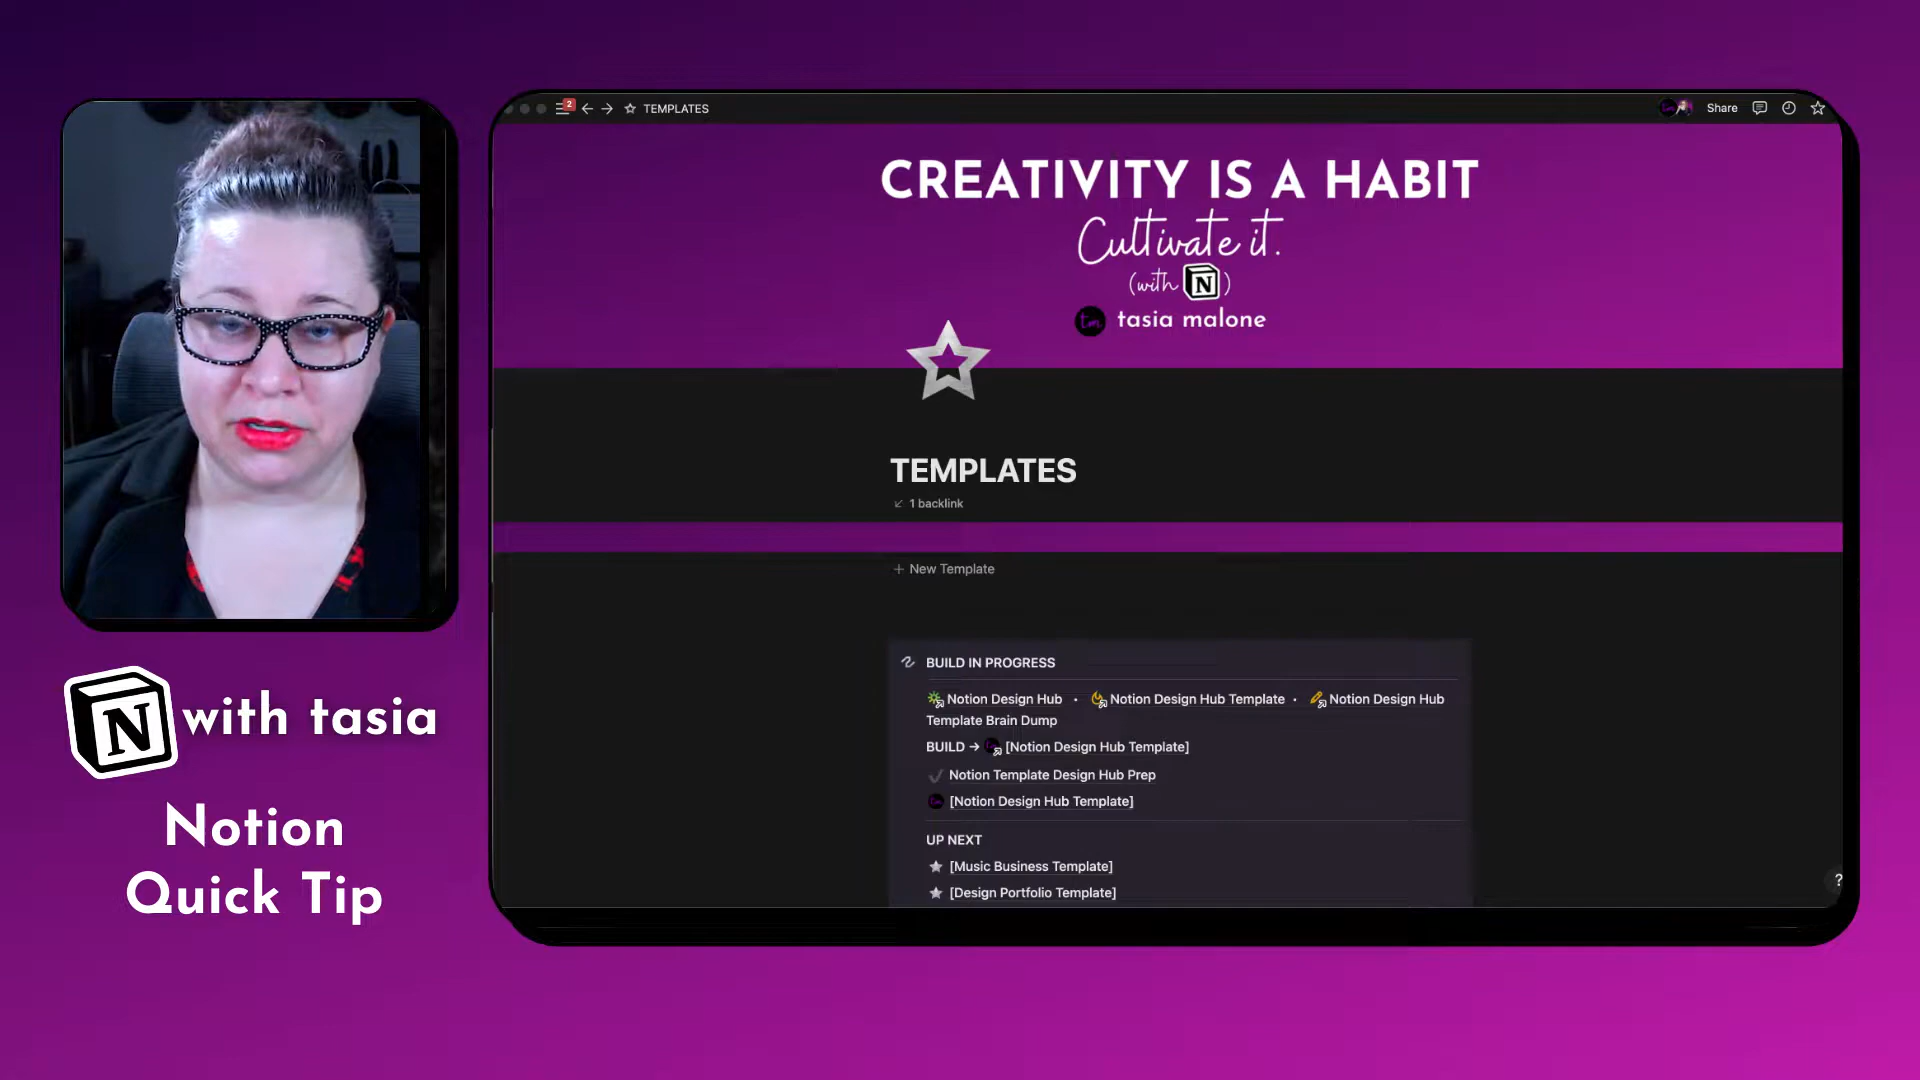 2
TEMPLATES
Share
CREATIVITY IS A HABIT
Cultivate it.
(with N)
tm tasia malone
TEMPLATES
1 backlink
+ New Template
BUILD IN PROGRESS
Notion Design Hub • Notion Design Hub Template • Notion Design Hub
Template Brain Dump
BUILD → [Notion Design Hub Template]
Notion Template Design Hub Prep
[Notion Design Hub Template]
UP NEXT
[Music Business Template]
[Design Portfolio Template]
?
N with tasia
Notion
Quick Tip